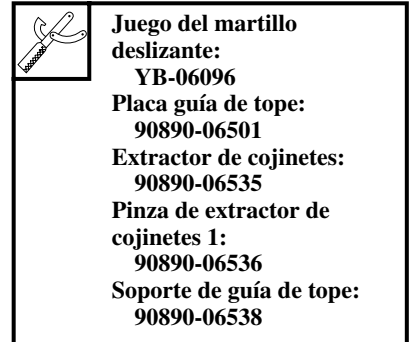 Juego del martillo
deslizante:
YB-06096
Placa guía de tope:
90890-06501
Extractor de cojinetes:
90890-06535
Pinza de extractor de
cojinetes 1:
90890-06536
Soporte de guía de tope:
90890-06538